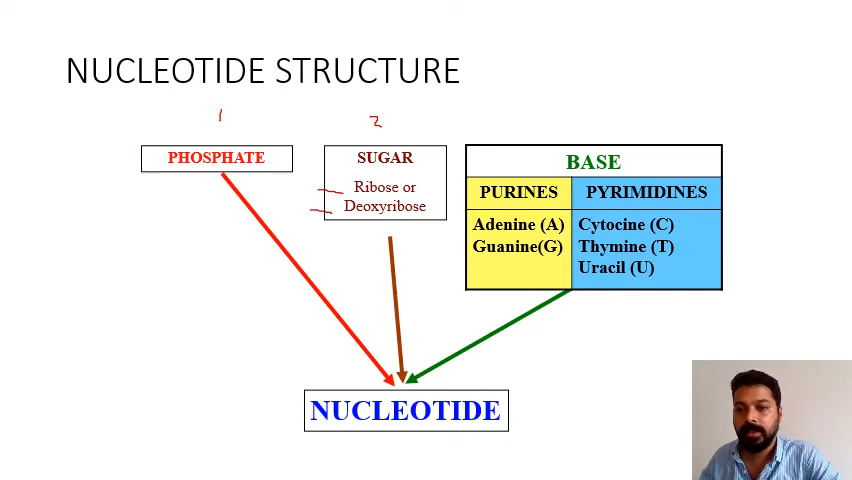 NUCLEOTIDE STRUCTURE
1
2
PHOSPHATE
SUGAR
Ribose or
Deoxyribose
BASE
PURINES
PYRIMIDINES
Adenine (A)
Guanine(G)
Cytocine (C)
Thymine (T)
Uracil (U)
NUCLEOTIDE